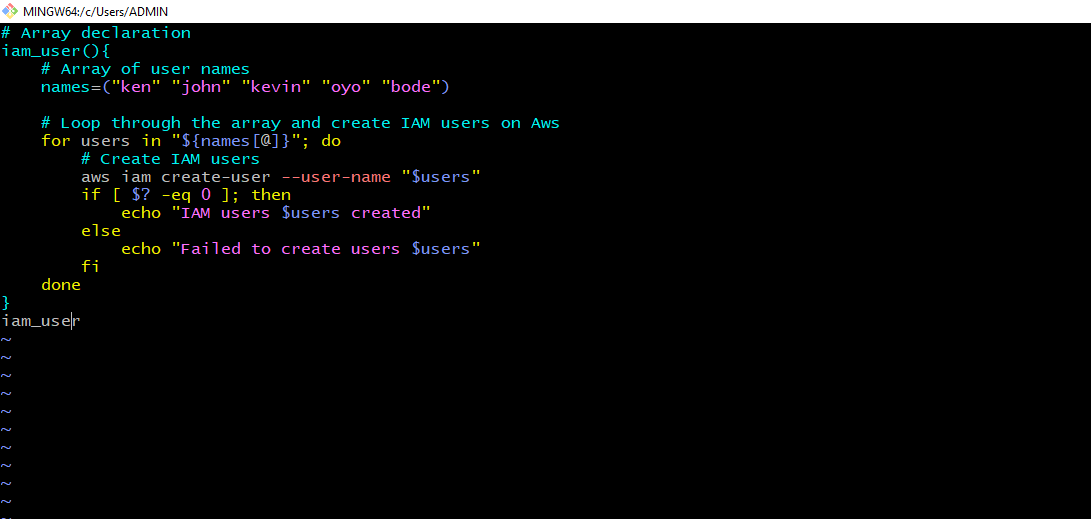 MINGW64:/c/Users/ADMIN
# Array declaration
iam_user(){
    # Array of user names
    names=("ken" "john" "kevin" "oyo" "bode")

    # Loop through the array and create IAM users on Aws
    for users in "${names[@]}"; do
        # Create IAM users
        aws iam create-user --user-name "$users"
        if [ $? -eq 0 ]; then
            echo "IAM users $users created"
        else
            echo "Failed to create users $users"
        fi
    done
}
iam_user
~
~
~
~
~
~
~
~
~
~
~